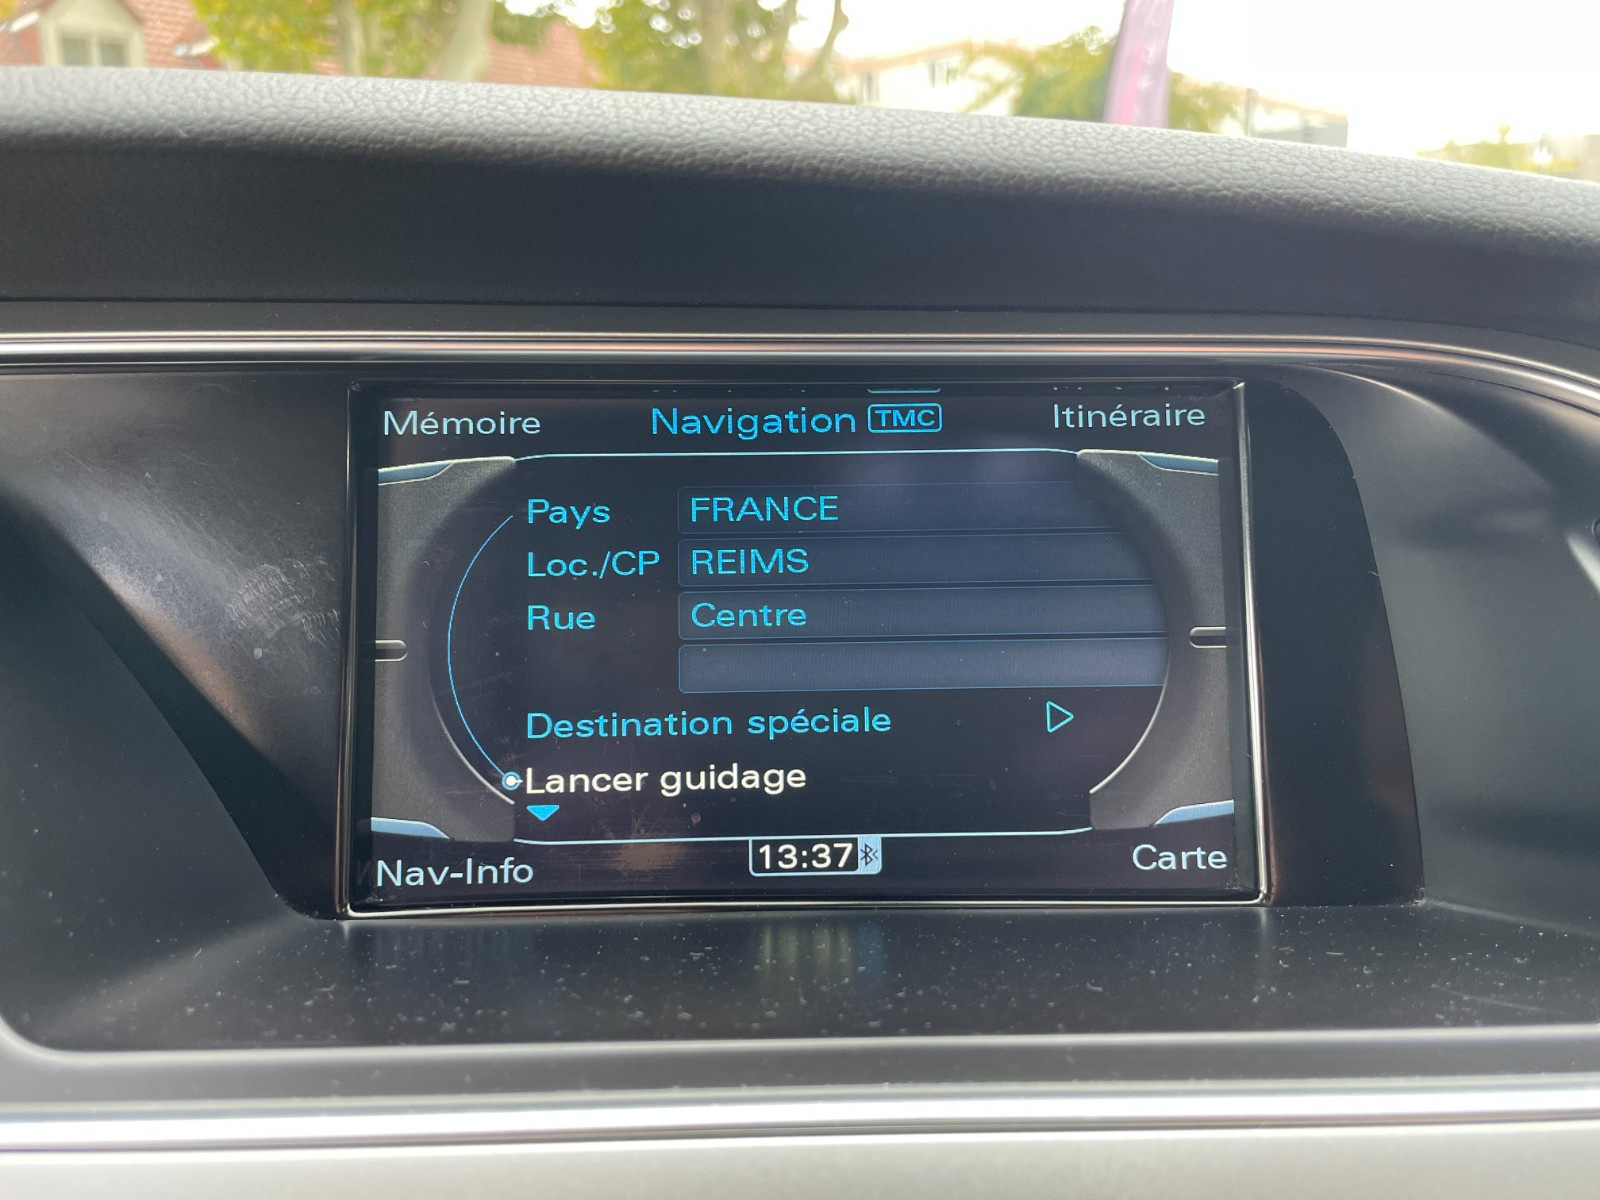 Mémoire
Navigation TMC
Itinéraire
Pays FRANCE
Loc./CP REIMS
Rue Centre
Destination spéciale
Lancer guidage
Nav-Info
13:37
Carte